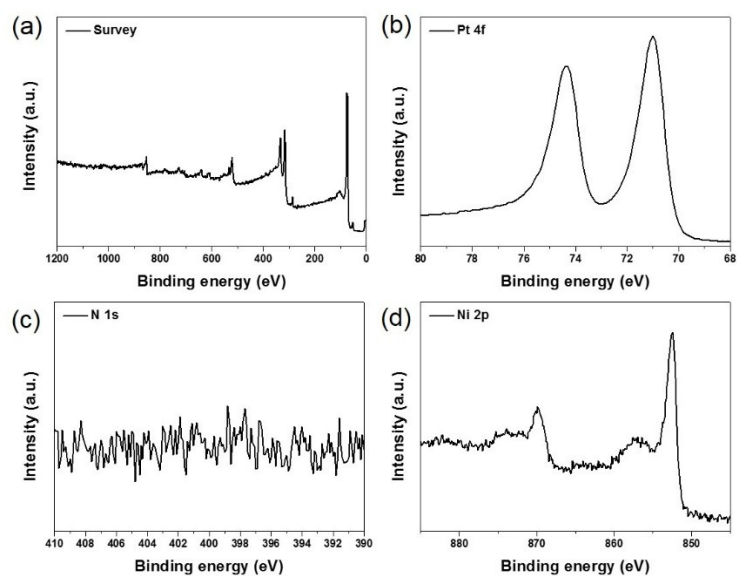 (a)
Survey
Intensity (a.u.)
1200 1000 800 600 400 200 0
Binding energy (eV)
(b)
Pt 4f
Intensity (a.u.)
80 78 76 74 72 70 68
Binding energy (eV)
(c)
N 1s
Intensity (a.u.)
410 408 406 404 402 400 398 396 394 392 390
Binding energy (eV)
(d)
Ni 2p
Intensity (a.u.)
880 870 860 850
Binding energy (eV)